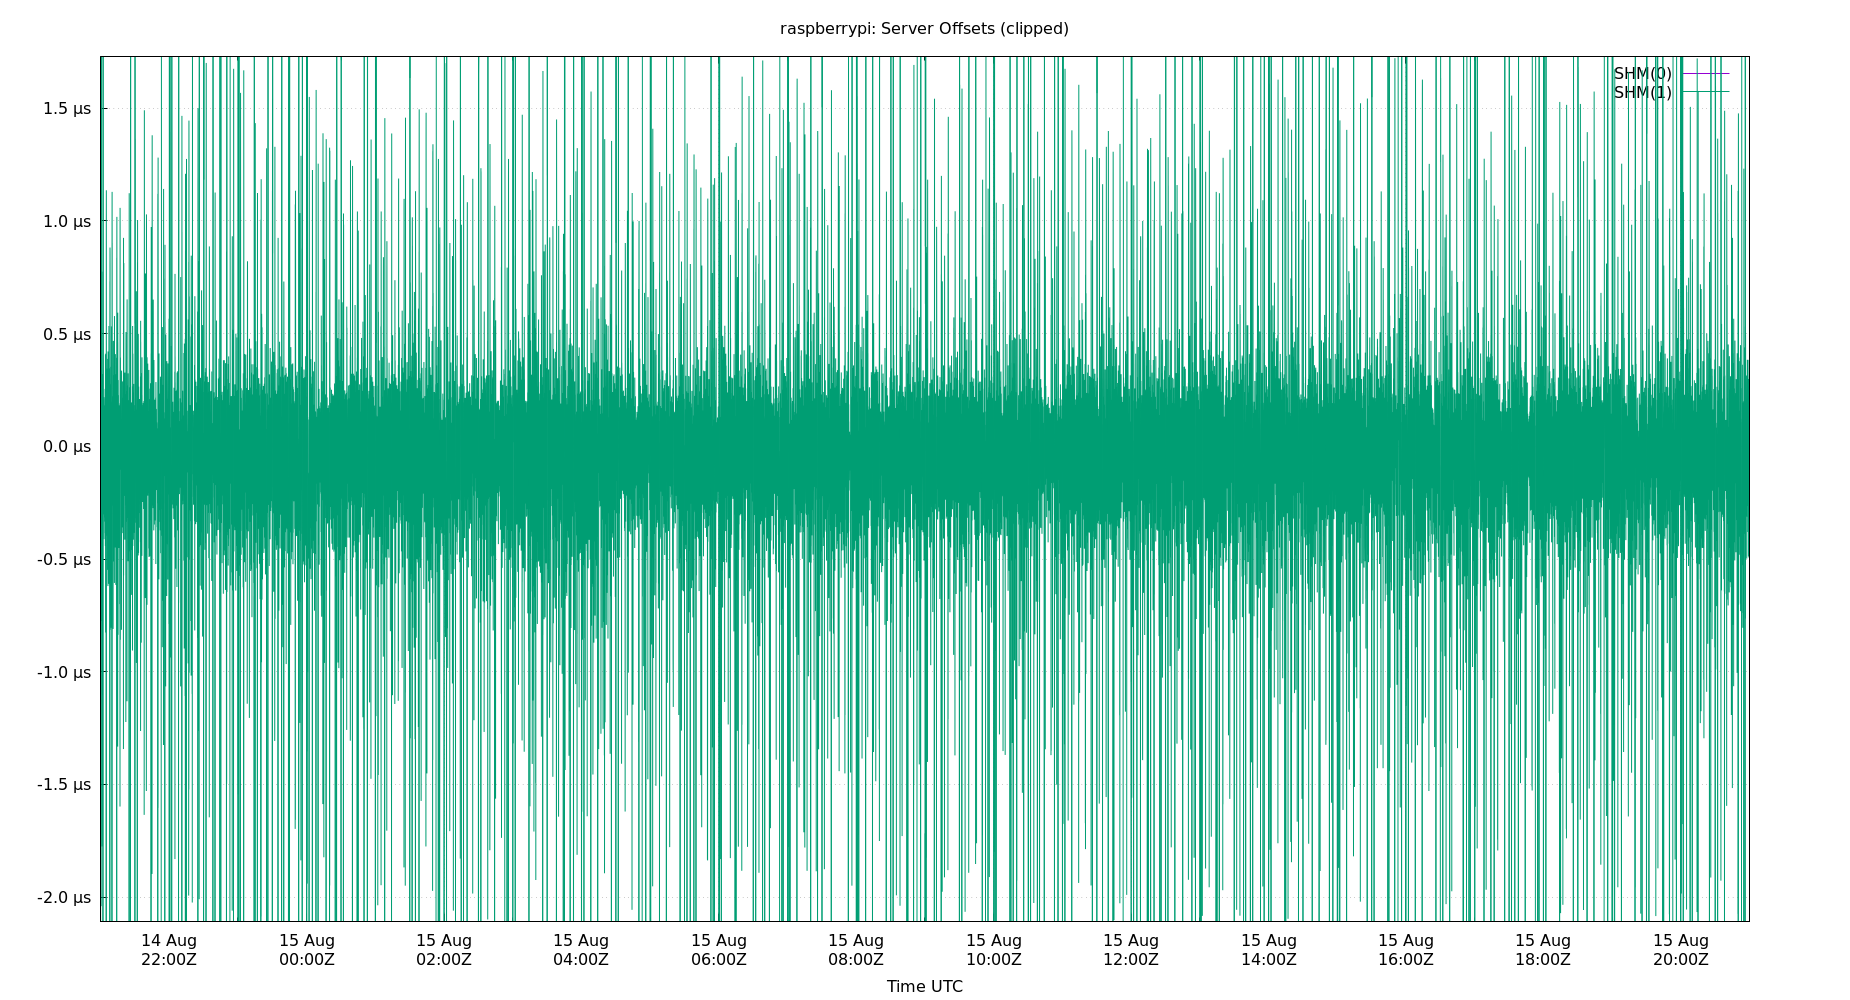 raspberrypi: Server Offsets (clipped)
SHM(0)
SHM(1)
1.5 µs
1.0 µs
0.5 µs
0.0 µs
-0.5 µs
-1.0 µs
-1.5 µs
-2.0 µs
14 Aug 15 Aug 15 Aug 15 Aug 15 Aug 15 Aug 15 Aug 15 Aug 15 Aug 15 Aug 15 Aug 15 Aug
22:00Z 00:00Z 02:00Z 04:00Z 06:00Z 08:00Z 10:00Z 12:00Z 14:00Z 16:00Z 18:00Z 20:00Z
Time UTC